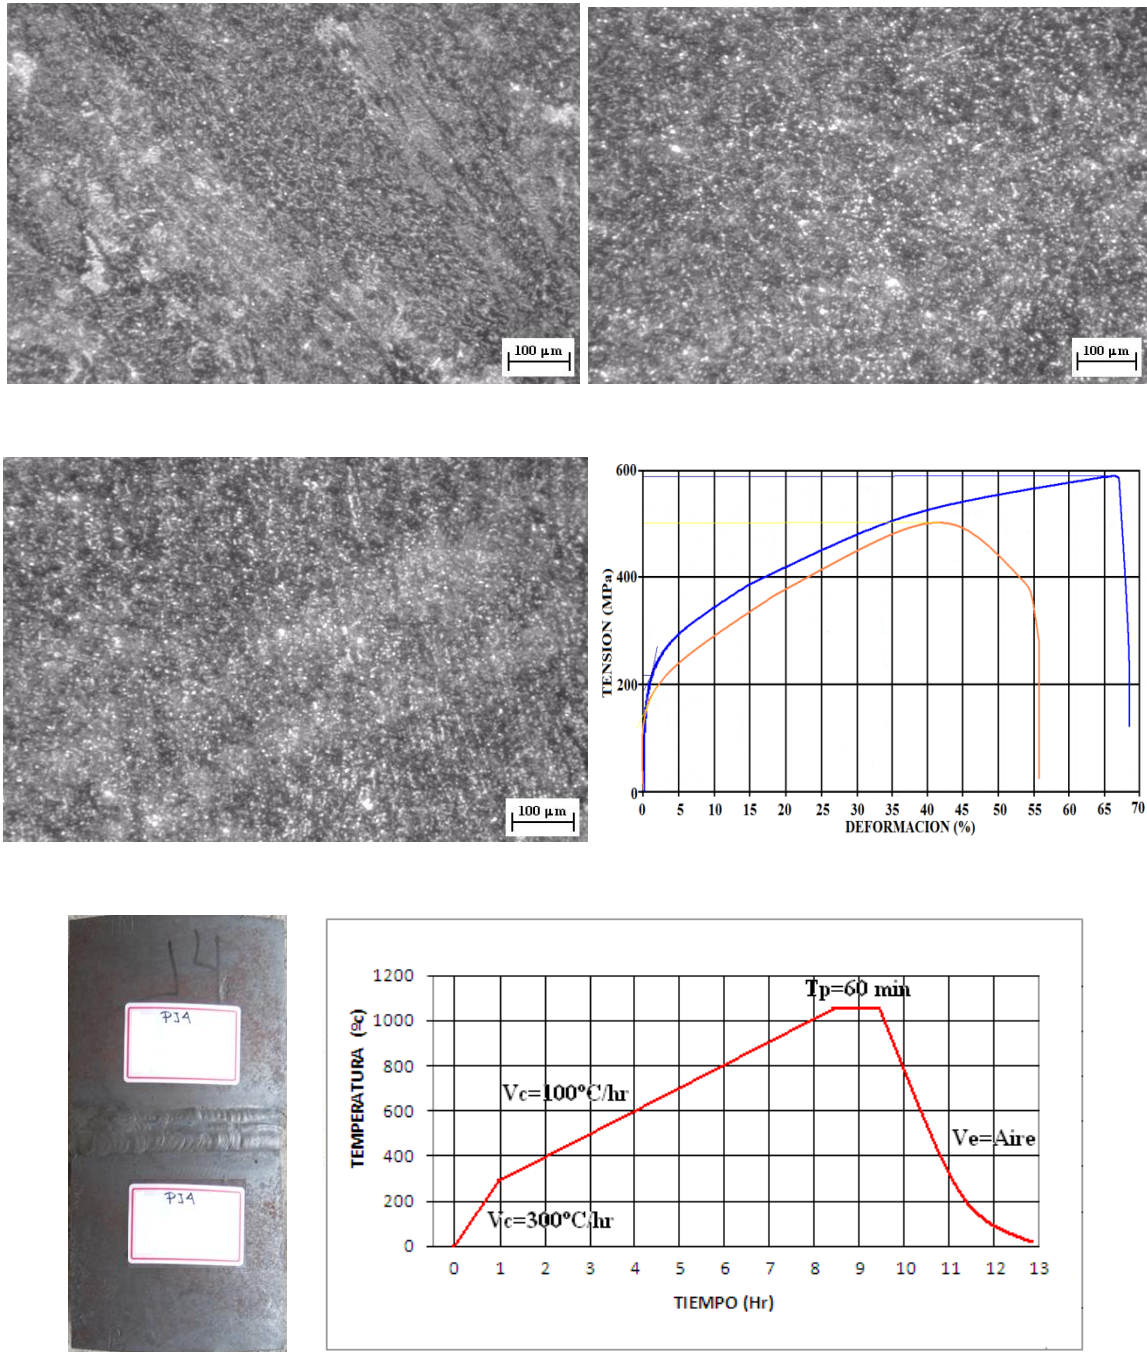 100 µm
100 µm
100 µm
600
400
200
0
TENSION (MPa)
0 5 10 15 20 25 30 35 40 45 50 55 60 65 70
DEFORMACION (%)
J4
PJ4
PJ4
1200
1000
800
600
400
200
0
TEMPERATURA (ºc)
Tp=60 min
Vc=100ºC/hr
Ve=Aire
Vc=300ºC/hr
0 1 2 3 4 5 6 7 8 9 10 11 12 13
TIEMPO (Hr)